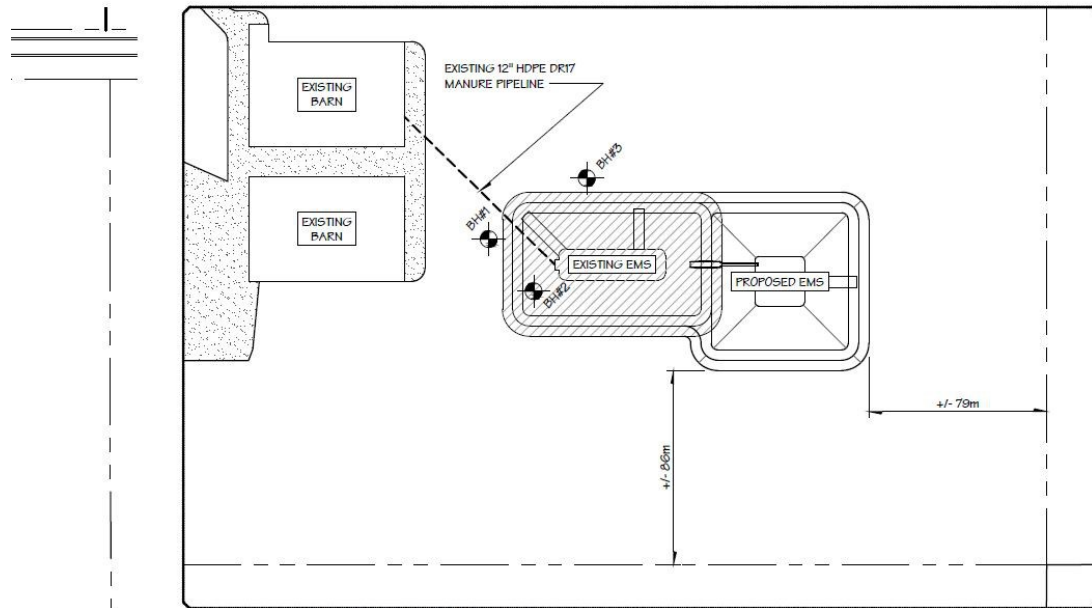 EXISTING
BARN
EXISTING 12" HDPE DR17
MANURE PIPELINE
BH#3
BH#1
EXISTING
BARN
EXISTING EMS
PROPOSED EMS
BH#2
+/- 79m
+/- 86m